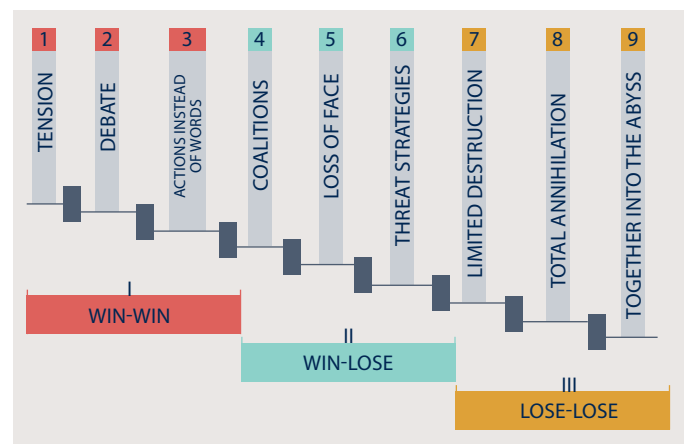 1 2 3 4 5 6 7 8 9
TENSION
DEBATE
ACTIONS INSTEAD
OF WORDS
COALITIONS
LOSS OF FACE
THREAT STRATEGIES
LIMITED DESTRUCTION
TOTAL ANNIHILATION
TOGETHER INTO THE ABYSS
I
WIN-WIN
II
WIN-LOSE
III
LOSE-LOSE